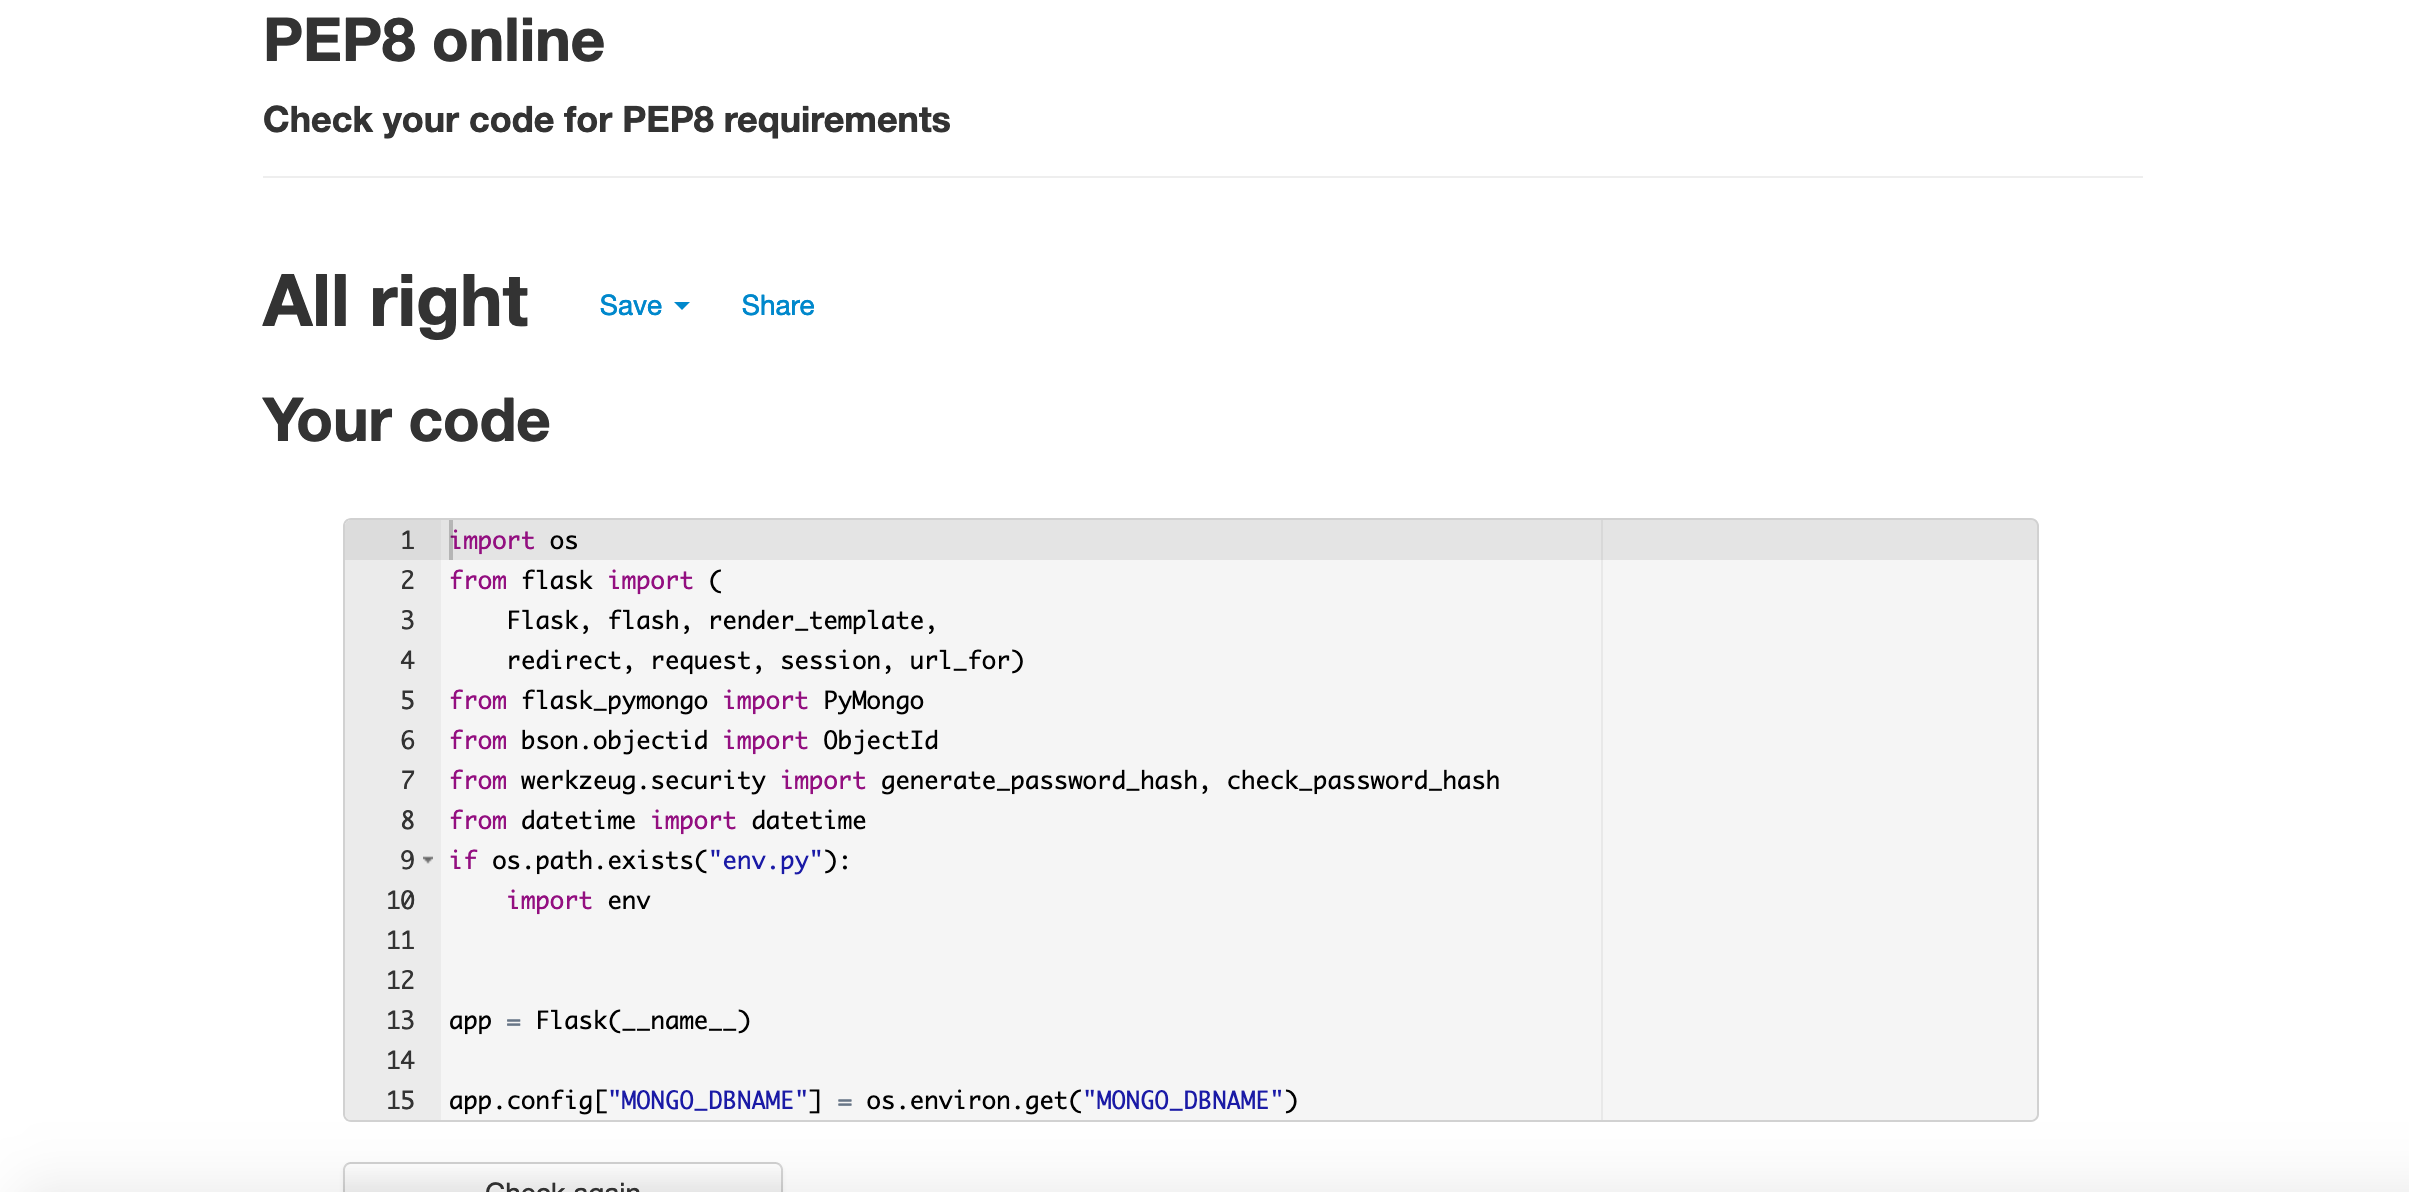 PEP8 online
Check your code for PEP8 requirements
All right Save Share
Your code
1 import os
2 from flask import (
3     Flask, flash, render_template,
4     redirect, request, session, url_for)
5 from flask_pymongo import PyMongo
6 from bson.objectid import ObjectId
7 from werkzeug.security import generate_password_hash, check_password_hash
8 from datetime import datetime
9 if os.path.exists("env.py"):
10     import env
11
12
13 app = Flask(__name__)
14
15 app.config["MONGO_DBNAME"] = os.environ.get("MONGO_DBNAME")
Check again